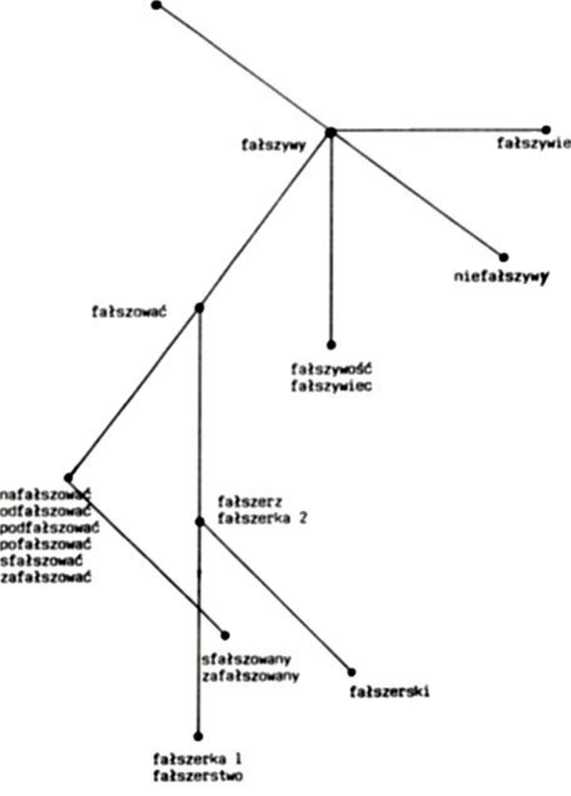 fałszywy
fałszywie
niefałszywy
fałszować
fałszywość
fałszywiec
nafałszować
odfałszować
podfałszować
pofałszować
sfałszować
zafałszować
fałszerz
fałszerka 2
sfałszowany
zafałszowany
fałszerski
fałszerka 1
fałszerstwo